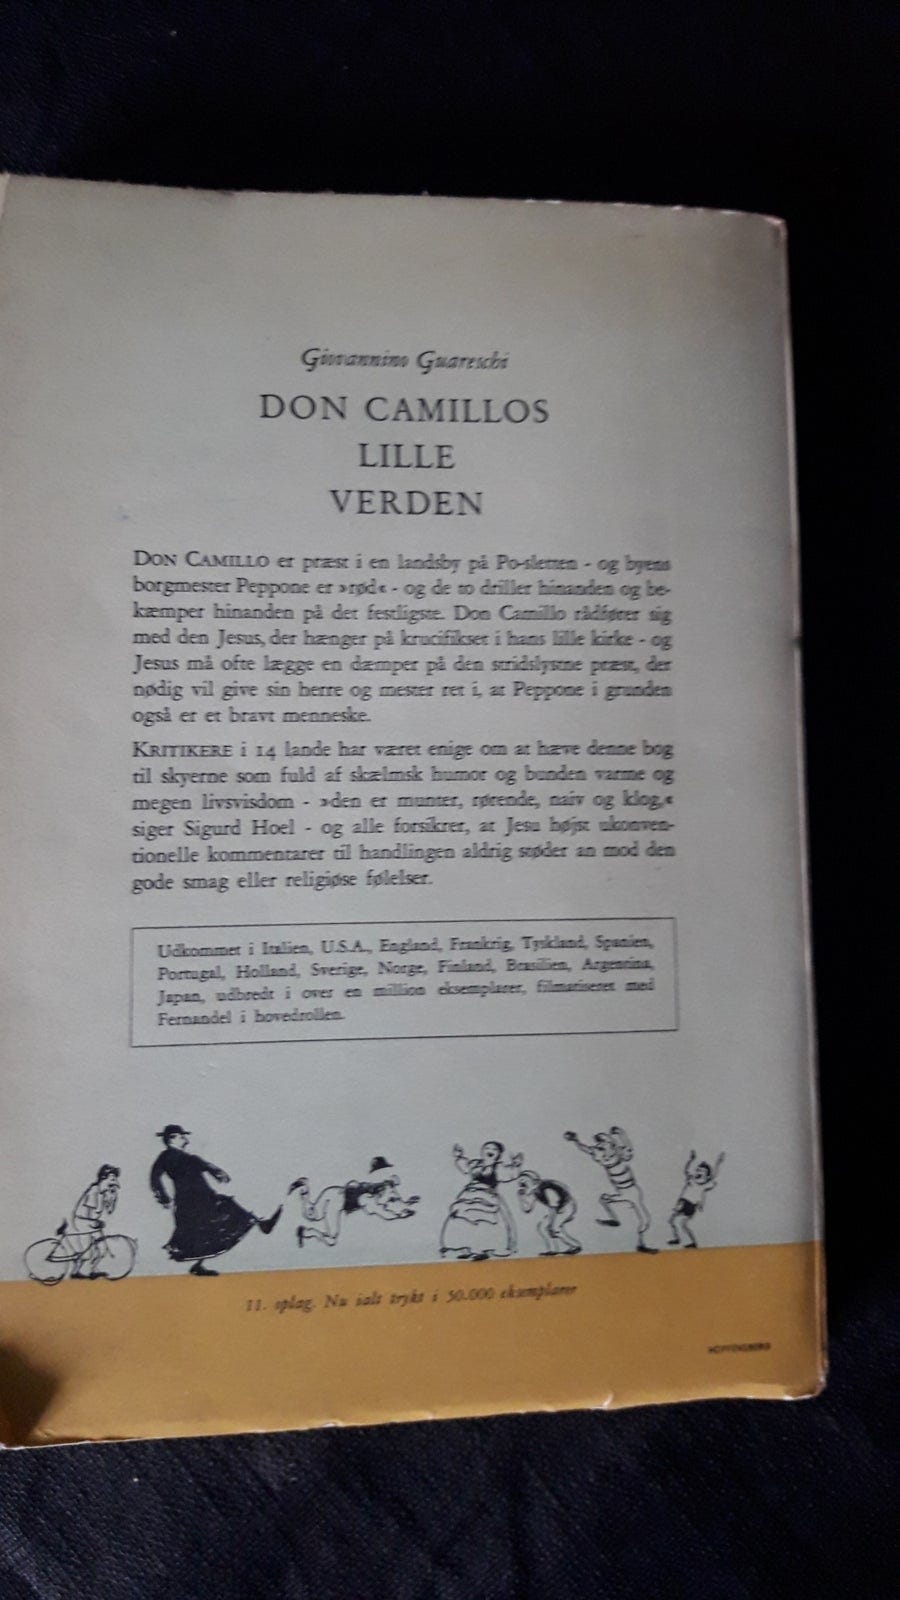 Giovannino Guareschi
DON CAMILLOS
LILLE
VERDEN
DON CAMILLO er præst i en landsby på Po-sletten - og byens
borgmester Peppone er »rød« - og de to driller hinanden og be-
kæmper hinanden på det festligste. Don Camillo rådfører sig
med den Jesus, der hænger på krucifikset i hans lille kirke - og
Jesus må ofte lægge en dæmper på den stridslystne præst, der
nødig vil give sin herre og mester ret i, at Peppone i grunden
også er et bravt menneske.
KRITIKERE i 14 lande har været enige om at hæve denne bog
til skyerne som fuld af skælmsk humor og bunden varme og
megen livsvisdom - »den er munter, rørende, naiv og klog,«
siger Sigurd Hoel - og alle forsikrer, at Jesu højst ukonven-
tionelle kommentarer til handlingen aldrig støder an mod den
gode smag eller religiøse følelser.
Udkommet i Italien, U.S.A., England, Frankrig, Tyskland, Spanien,
Portugal, Holland, Sverige, Norge, Finland, Brasilien, Argentina,
Japan, udbredt i over en million eksemplarer, filmatiseret med
Fernandel i hovedrollen.
11. oplag. Nu ialt trykt i 50.000 eksemplarer
HOFFENSBERG